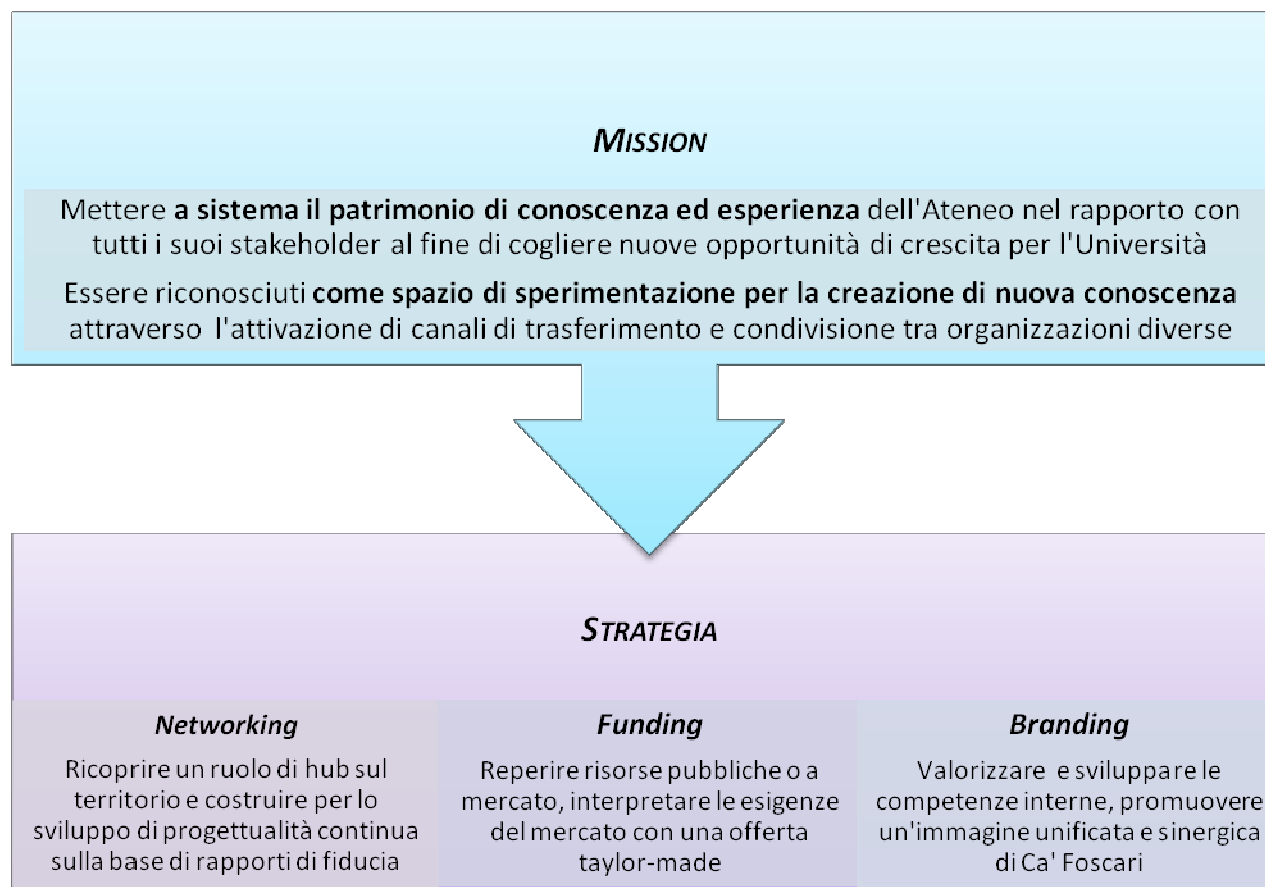 MISSION
Mettere a sistema il patrimonio di conoscenza ed esperienza dell'Ateneo nel rapporto con
tutti i suoi stakeholder al fine di cogliere nuove opportunità di crescita per l'Università
Essere riconosciuti come spazio di sperimentazione per la creazione di nuova conoscenza
attraverso l'attivazione di canali di trasferimento e condivisione tra organizzazioni diverse
STRATEGIA
Networking
Ricoprire un ruolo di hub sul
territorio e costruire per lo
sviluppo di progettualità continua
sulla base di rapporti di fiducia
Funding
Reperire risorse pubbliche o a
mercato, interpretare le esigenze
del mercato con una offerta
taylor-made
Branding
Valorizzare e sviluppare le
competenze interne, promuovere
un'immagine unificata e sinergica
di Ca' Foscari